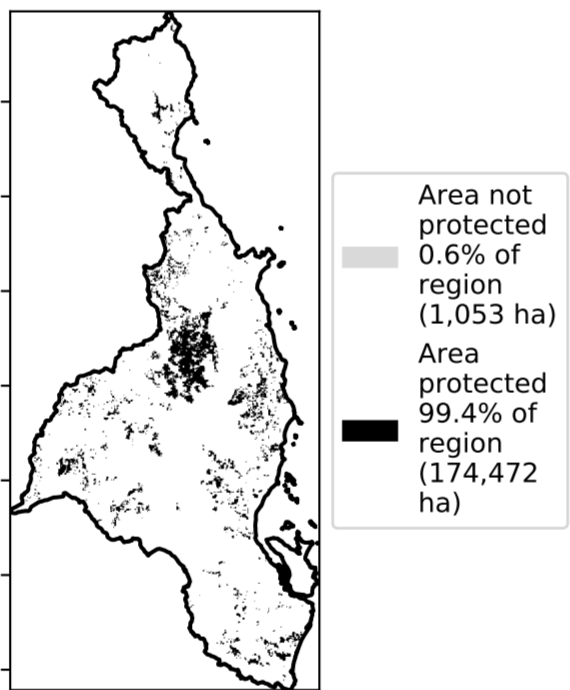 Area not
protected
0.6% of
region
(1,053 ha)
Area
protected
99.4% of
region
(174,472
ha)